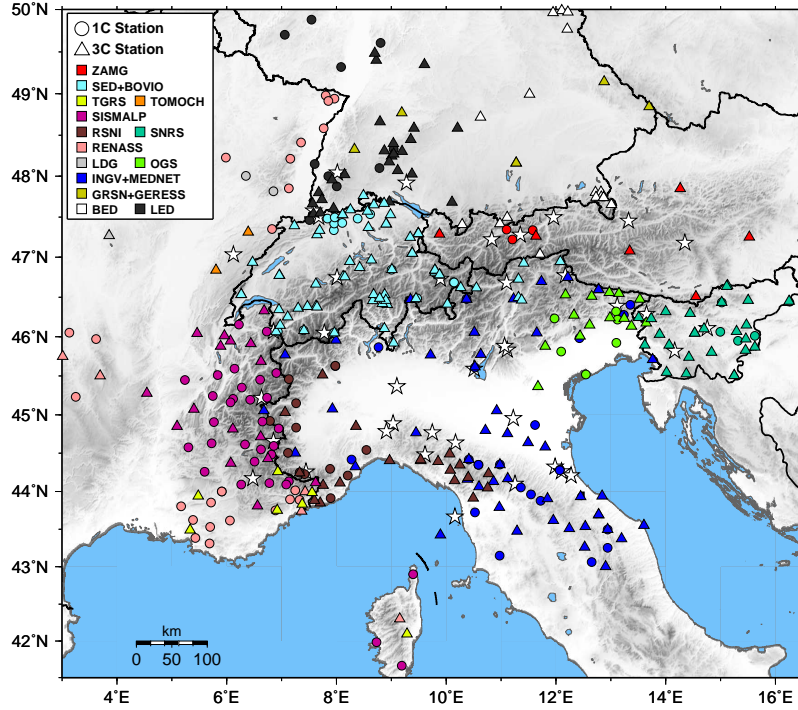 50°N
49°N
48°N
47°N
46°N
45°N
44°N
43°N
42°N
1C Station
3C Station
ZAMG
SED+BOVIO
TGRS TOMOCH
SISMALP
RSNI SNRS
RENASS
LDG OGS
INGV+MEDNET
GRSN+GERESS
BED LED
km
0 50 100
4°E 6°E 8°E 10°E 12°E 14°E 16°E